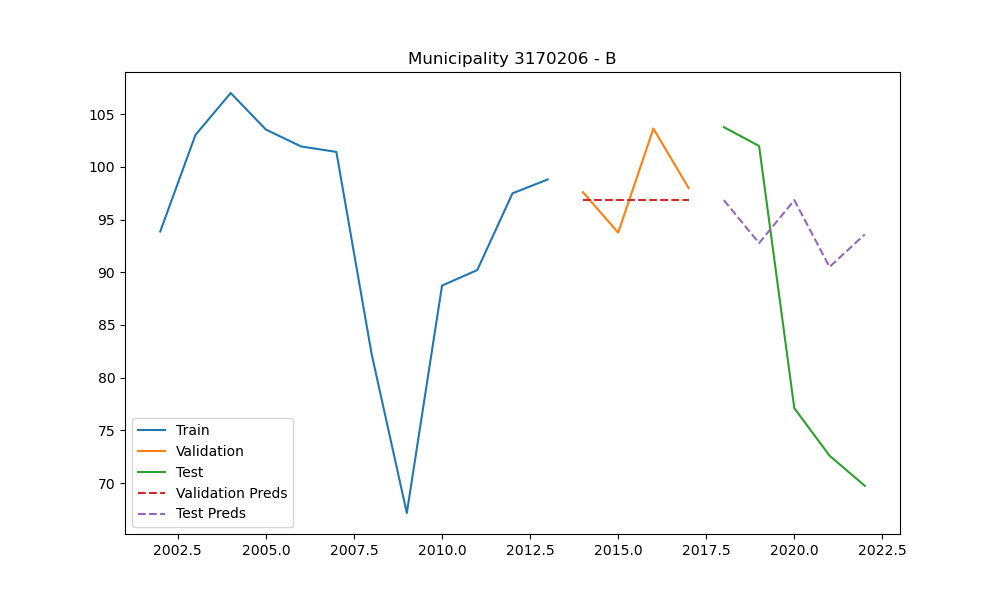 Municipality 3170206 - B
105
100
95
90
85
80
75
70
Train
Validation
Test
Validation Preds
Test Preds
2002.5 2005.0 2007.5 2010.0 2012.5 2015.0 2017.5 2020.0 2022.5